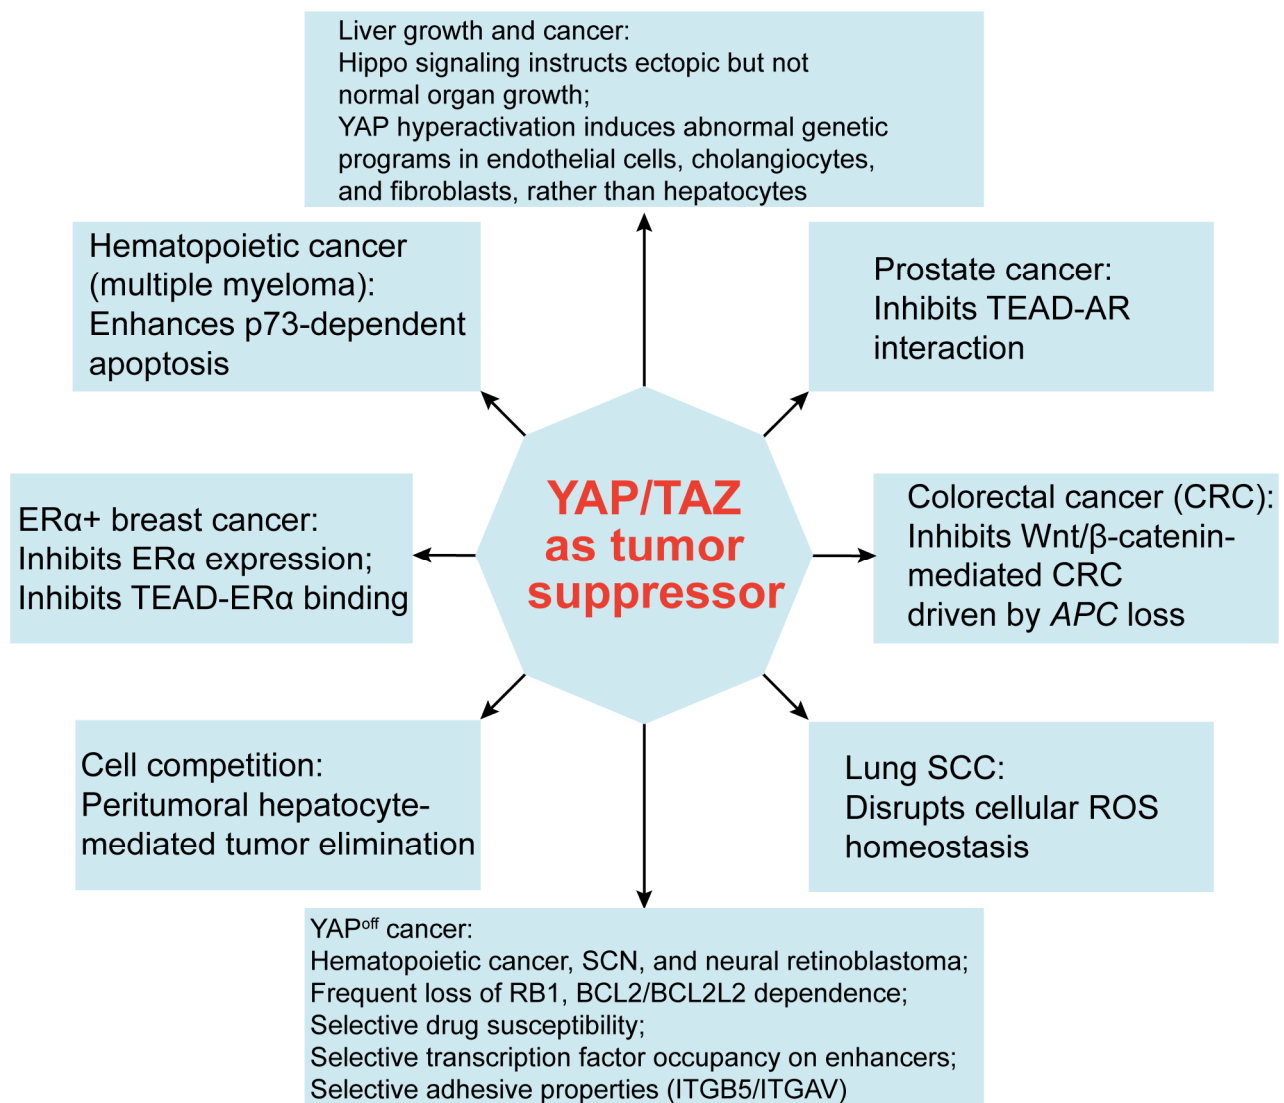 Liver growth and cancer:
Hippo signaling instructs ectopic but not
normal organ growth;
YAP hyperactivation induces abnormal genetic
programs in endothelial cells, cholangiocytes,
and fibroblasts, rather than hepatocytes
Hematopoietic cancer
(multiple myeloma):
Enhances p73-dependent
apoptosis
Prostate cancer:
Inhibits TEAD-AR
interaction
YAP/TAZ
as tumor
suppressor
ERα+ breast cancer:
Inhibits ERα expression;
Inhibits TEAD-ERα binding
Colorectal cancer (CRC):
Inhibits Wnt/β-catenin-
mediated CRC
driven by APC loss
Cell competition:
Peritumoral hepatocyte-
mediated tumor elimination
Lung SCC:
Disrupts cellular ROS
homeostasis
YAPoff cancer:
Hematopoietic cancer, SCN, and neural retinoblastoma;
Frequent loss of RB1, BCL2/BCL2L2 dependence;
Selective drug susceptibility;
Selective transcription factor occupancy on enhancers;
Selective adhesive properties (ITGB5/ITGAV)